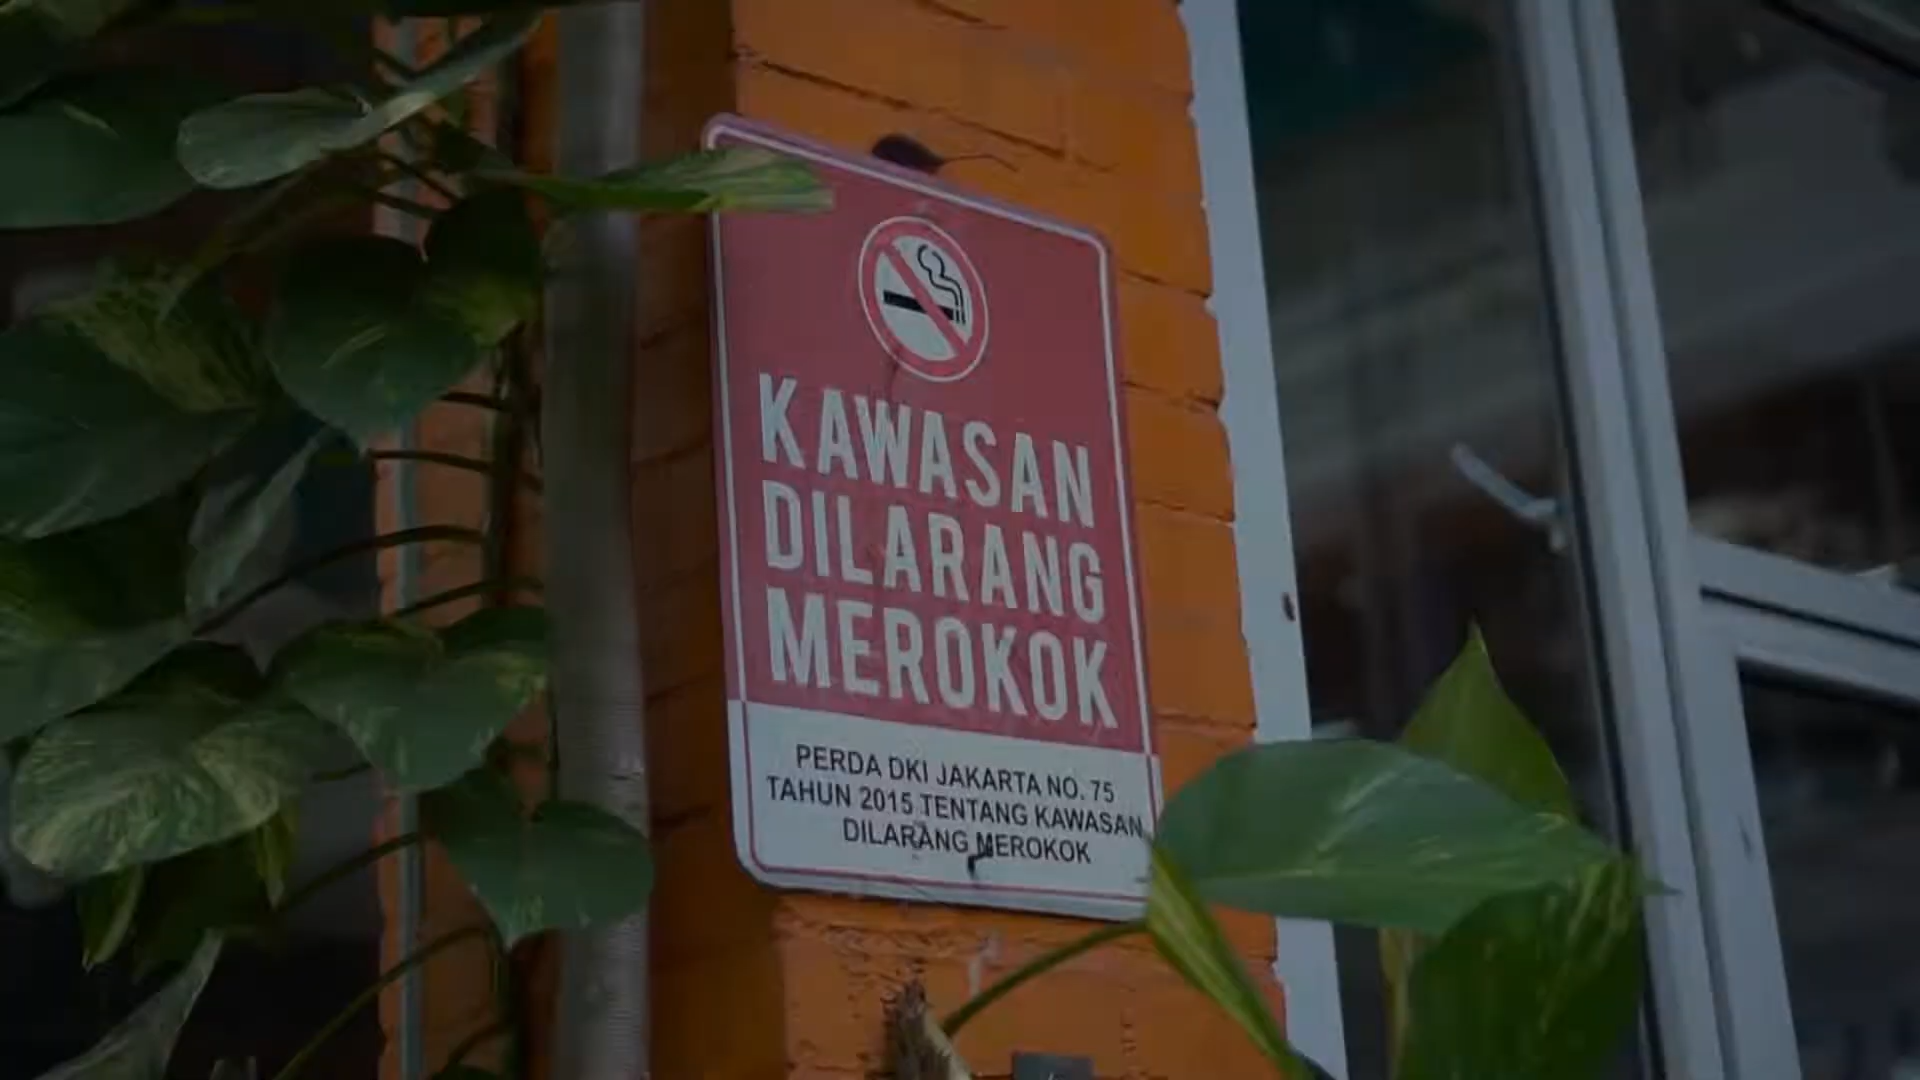 KAWASAN
DILARANG
MEROKOK
PERDA DKI JAKARTA NO. 75
TAHUN 2015 TENTANG KAWASAN
DILARANG MEROKOK